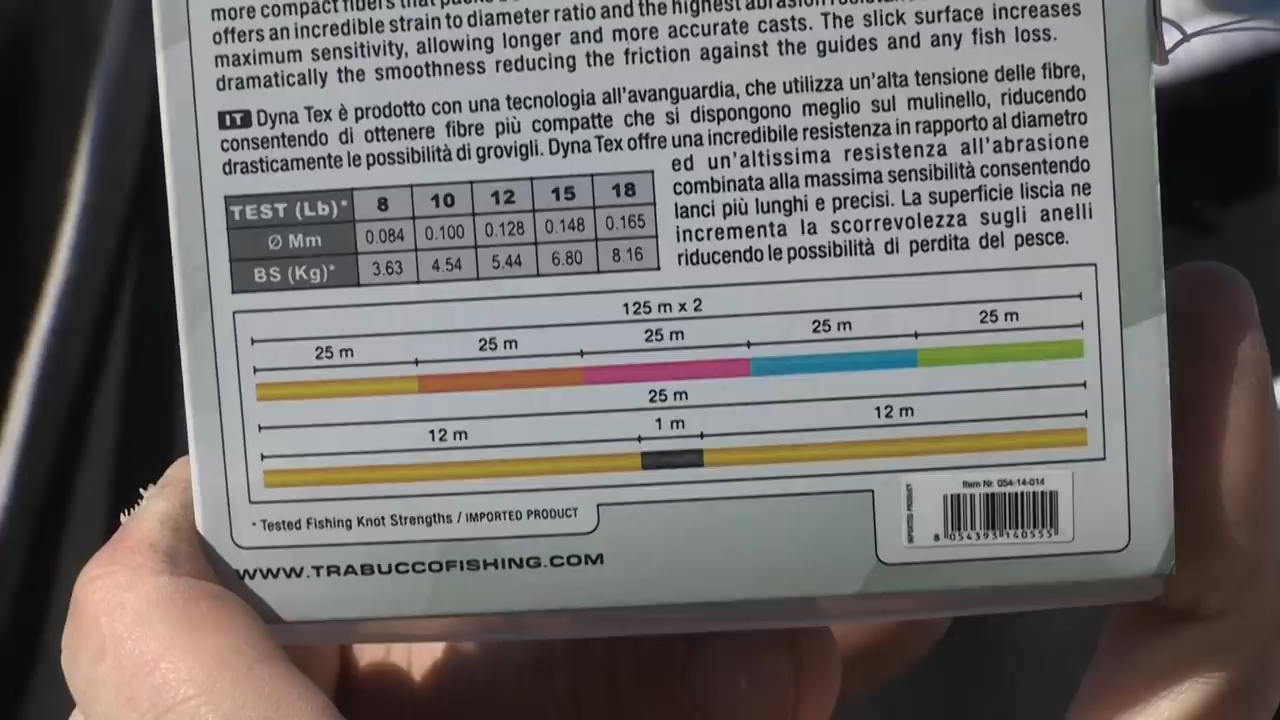 more compact fibers that
offers an incredible strain to diameter ratio and the highest abrasion
maximum sensitivity, allowing longer and more accurate casts. The slick surface increases
dramatically the smoothness reducing the friction against the guides and any fish loss.
IT Dyna Tex è prodotto con una tecnologia all'avanguardia, che utilizza un'alta tensione delle fibre,
consentendo di ottenere fibre più compatte che si dispongono meglio sul mulinello, riducendo
drasticamente le possibilità di grovigli. Dyna Tex offre una incredibile resistenza in rapporto al diametro
ed un'altissima resistenza all'abrasione
combinata alla massima sensibilità consentendo
lanci più lunghi e precisi. La superficie liscia ne
incrementa la scorrevolezza sugli anelli
riducendo le possibilità di perdita del pesce.
TEST (Lb)* 8 10 12 15 18
Ø Mm 0.084 0.100 0.128 0.148 0.165
BS (Kg)* 3.63 4.54 5.44 6.80 8.16
125 m x 2
25 m 25 m 25 m 25 m 25 m
25 m
12 m 1 m 12 m
* Tested Fishing Knot Strengths / IMPORTED PRODUCT
WWW.TRABUCCOFISHING.COM
IMPORTED PRODUCT
Item Nr. 054-14-014
8 054393 140555